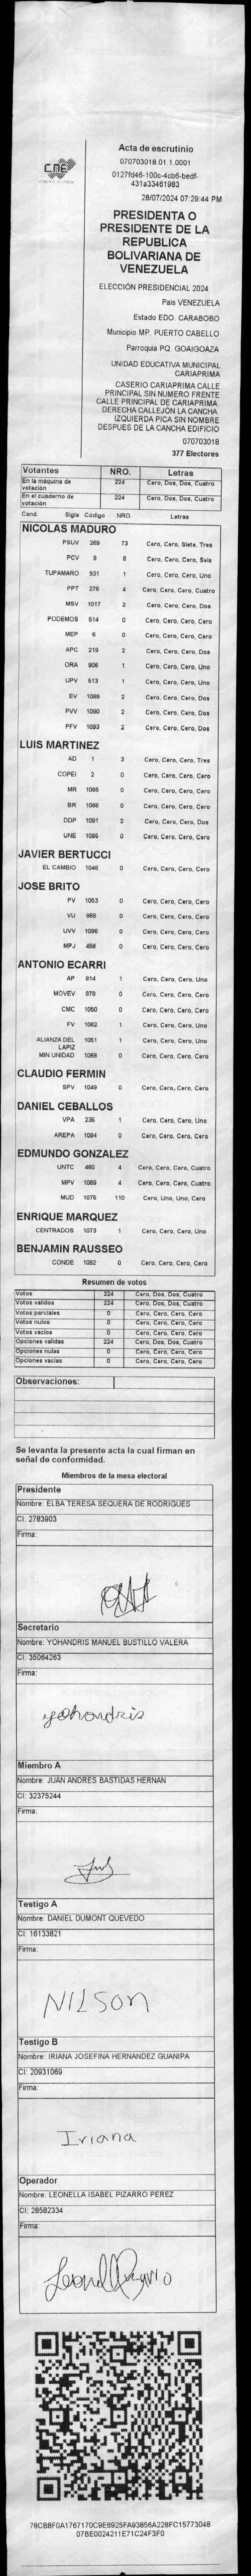 CNE
Acta de escrutinio
070703018.01.1.0001
0127fd46-100c-4cb6-bedf-
431a33461983
28/07/2024 07:29:44 PM
PRESIDENTA O
PRESIDENTE DE LA
REPUBLICA
BOLIVARIANA DE
VENEZUELA
ELECCIÓN PRESIDENCIAL 2024
Pais VENEZUELA
Estado EDO. CARABOBO
Municipio MP. PUERTO CABELLO
Parroquia PQ. GOAIGOAZA
UNIDAD EDUCATIVA MUNICIPAL
CARIAPRIMA
CASERIO CARIAPRIMA CALLE
PRINCIPAL SIN NUMERO FRENTE
CALLE PRINCIPAL DE CARIAPRIMA.
DERECHA CALLEJÓN LA CANCHA.
IZQUIERDA PICA SIN NOMBRE
DESPUES DE LA CANCHA EDIFICIO
070703018
377 Electores
Votantes NRO. Letras
En la máquina de votación 224 Cero, Dos, Dos, Cuatro
En el cuaderno de votación 224 Cero, Dos, Dos, Cuatro
Cand Sigla Código NRO. Letras
NICOLAS MADURO
PSUV 269 73 Cero, Cero, Siete, Tres
PCV 9 6 Cero, Cero, Cero, Seis
TUPAMARO 931 1 Cero, Cero, Cero, Uno
PPT 276 4 Cero, Cero, Cero, Cuatro
MSV 1017 2 Cero, Cero, Cero, Dos
PODEMOS 514 0 Cero, Cero, Cero, Cero
MEP 6 0 Cero, Cero, Cero, Cero
APC 219 2 Cero, Cero, Cero, Dos
ORA 906 1 Cero, Cero, Cero, Uno
UPV 613 1 Cero, Cero, Cero, Uno
EV 1089 2 Cero, Cero, Cero, Dos
PVV 1090 2 Cero, Cero, Cero, Dos
PFV 1093 2 Cero, Cero, Cero, Dos
LUIS MARTINEZ
AD 1 3 Cero, Cero, Cero, Tres
COPEI 2 0 Cero, Cero, Cero, Cero
MR 1065 0 Cero, Cero, Cero, Cero
BR 1066 0 Cero, Cero, Cero, Cero
DDP 1091 2 Cero, Cero, Cero, Dos
UNE 1095 0 Cero, Cero, Cero, Cero
JAVIER BERTUCCI
EL CAMBIO 1048 0 Cero, Cero, Cero, Cero
JOSE BRITO
PV 1053 0 Cero, Cero, Cero, Cero
VU 868 0 Cero, Cero, Cero, Cero
UVV 1096 0 Cero, Cero, Cero, Cero
MPJ 458 0 Cero, Cero, Cero, Cero
ANTONIO ECARRI
AP 814 1 Cero, Cero, Cero, Uno
MOVEV 978 0 Cero, Cero, Cero, Cero
CMC 1050 0 Cero, Cero, Cero, Cero
FV 1062 1 Cero, Cero, Cero, Uno
ALIANZA DEL LAPIZ 1051 1 Cero, Cero, Cero, Uno
MIN UNIDAD 1088 0 Cero, Cero, Cero, Cero
CLAUDIO FERMIN
SPV 1049 0 Cero, Cero, Cero, Cero
DANIEL CEBALLOS
VPA 236 1 Cero, Cero, Cero, Uno
AREPA 1094 0 Cero, Cero, Cero, Cero
EDMUNDO GONZALEZ
UNTC 460 4 Cero, Cero, Cero, Cuatro
MPV 1069 4 Cero, Cero, Cero, Cuatro
MUD 1076 110 Cero, Uno, Uno, Cero
ENRIQUE MARQUEZ
CENTRADOS 1073 1 Cero, Cero, Cero, Uno
BENJAMIN RAUSSEO
CONDE 1092 0 Cero, Cero, Cero, Cero
Resumen de votos
Votos 224 Cero, Dos, Dos, Cuatro
Votos validos 224 Cero, Dos, Dos, Cuatro
Votos parciales 0 Cero, Cero, Cero, Cero
Votos nulos 0 Cero, Cero, Cero, Cero
Votos vacios 0 Cero, Cero, Cero, Cero
Opciones validas 224 Cero, Dos, Dos, Cuatro
Opciones nulas 0 Cero, Cero, Cero, Cero
Opciones vacias 0 Cero, Cero, Cero, Cero
Observaciones:
Se levanta la presente acta la cual firman en
señal de conformidad.
Miembros de la mesa electoral
Presidente
Nombre: ELBA TERESA SEQUERA DE RODRIGUES
CI: 2783903
Firma:
Secretario
Nombre: YOHANDRIS MANUEL BUSTILLO VALERA
CI: 35064263
Firma:
yohandris
Miembro A
Nombre: JUAN ANDRES BASTIDAS HERNAN
CI: 32375244
Firma:
Testigo A
Nombre: DANIEL DUMONT QUEVEDO
CI: 16133821
Firma:
NILSON
Testigo B
Nombre: IRIANA JOSEFINA HERNANDEZ GUANIPA
CI: 20931069
Firma:
Iriana
Operador
Nombre: LEONELLA ISABEL PIZARRO PEREZ
CI: 28582334
Firma:
78CB8F0A1767170C9E6925FA93856A228FC15773048
07BE0024211E71C24F3F0